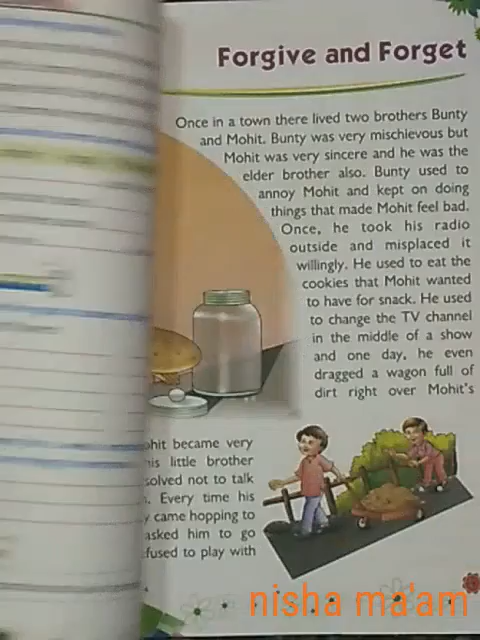 Forgive and Forget
Once in a town there lived two brothers Bunty
and Mohit. Bunty was very mischievous but
Mohit was very sincere and he was the
elder brother also. Bunty used to
annoy Mohit and kept on doing
things that made Mohit feel bad.
Once, he took his radio
outside and misplaced it
willingly. He used to eat the
cookies that Mohit wanted
to have for snack. He used
to change the TV channel
in the middle of a show
and one day, he even
dragged a wagon full of
dirt right over Mohit's
ohit became very
his little brother
solved not to talk
. Every time his
y came hopping to
asked him to go
fused to play with
nisha ma'am